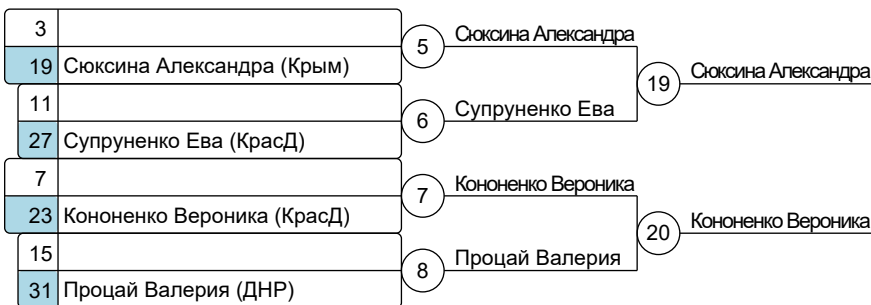 3
19 Сюксина Александра (Крым)
11
27 Супруненко Ева (КрасД)
7
23 Кононенко Вероника (КрасД)
15
31 Процай Валерия (ДНР)
5 Сюксина Александра
6 Супруненко Ева
7 Кононенко Вероника
8 Процай Валерия
19 Сюксина Александра
20 Кононенко Вероника